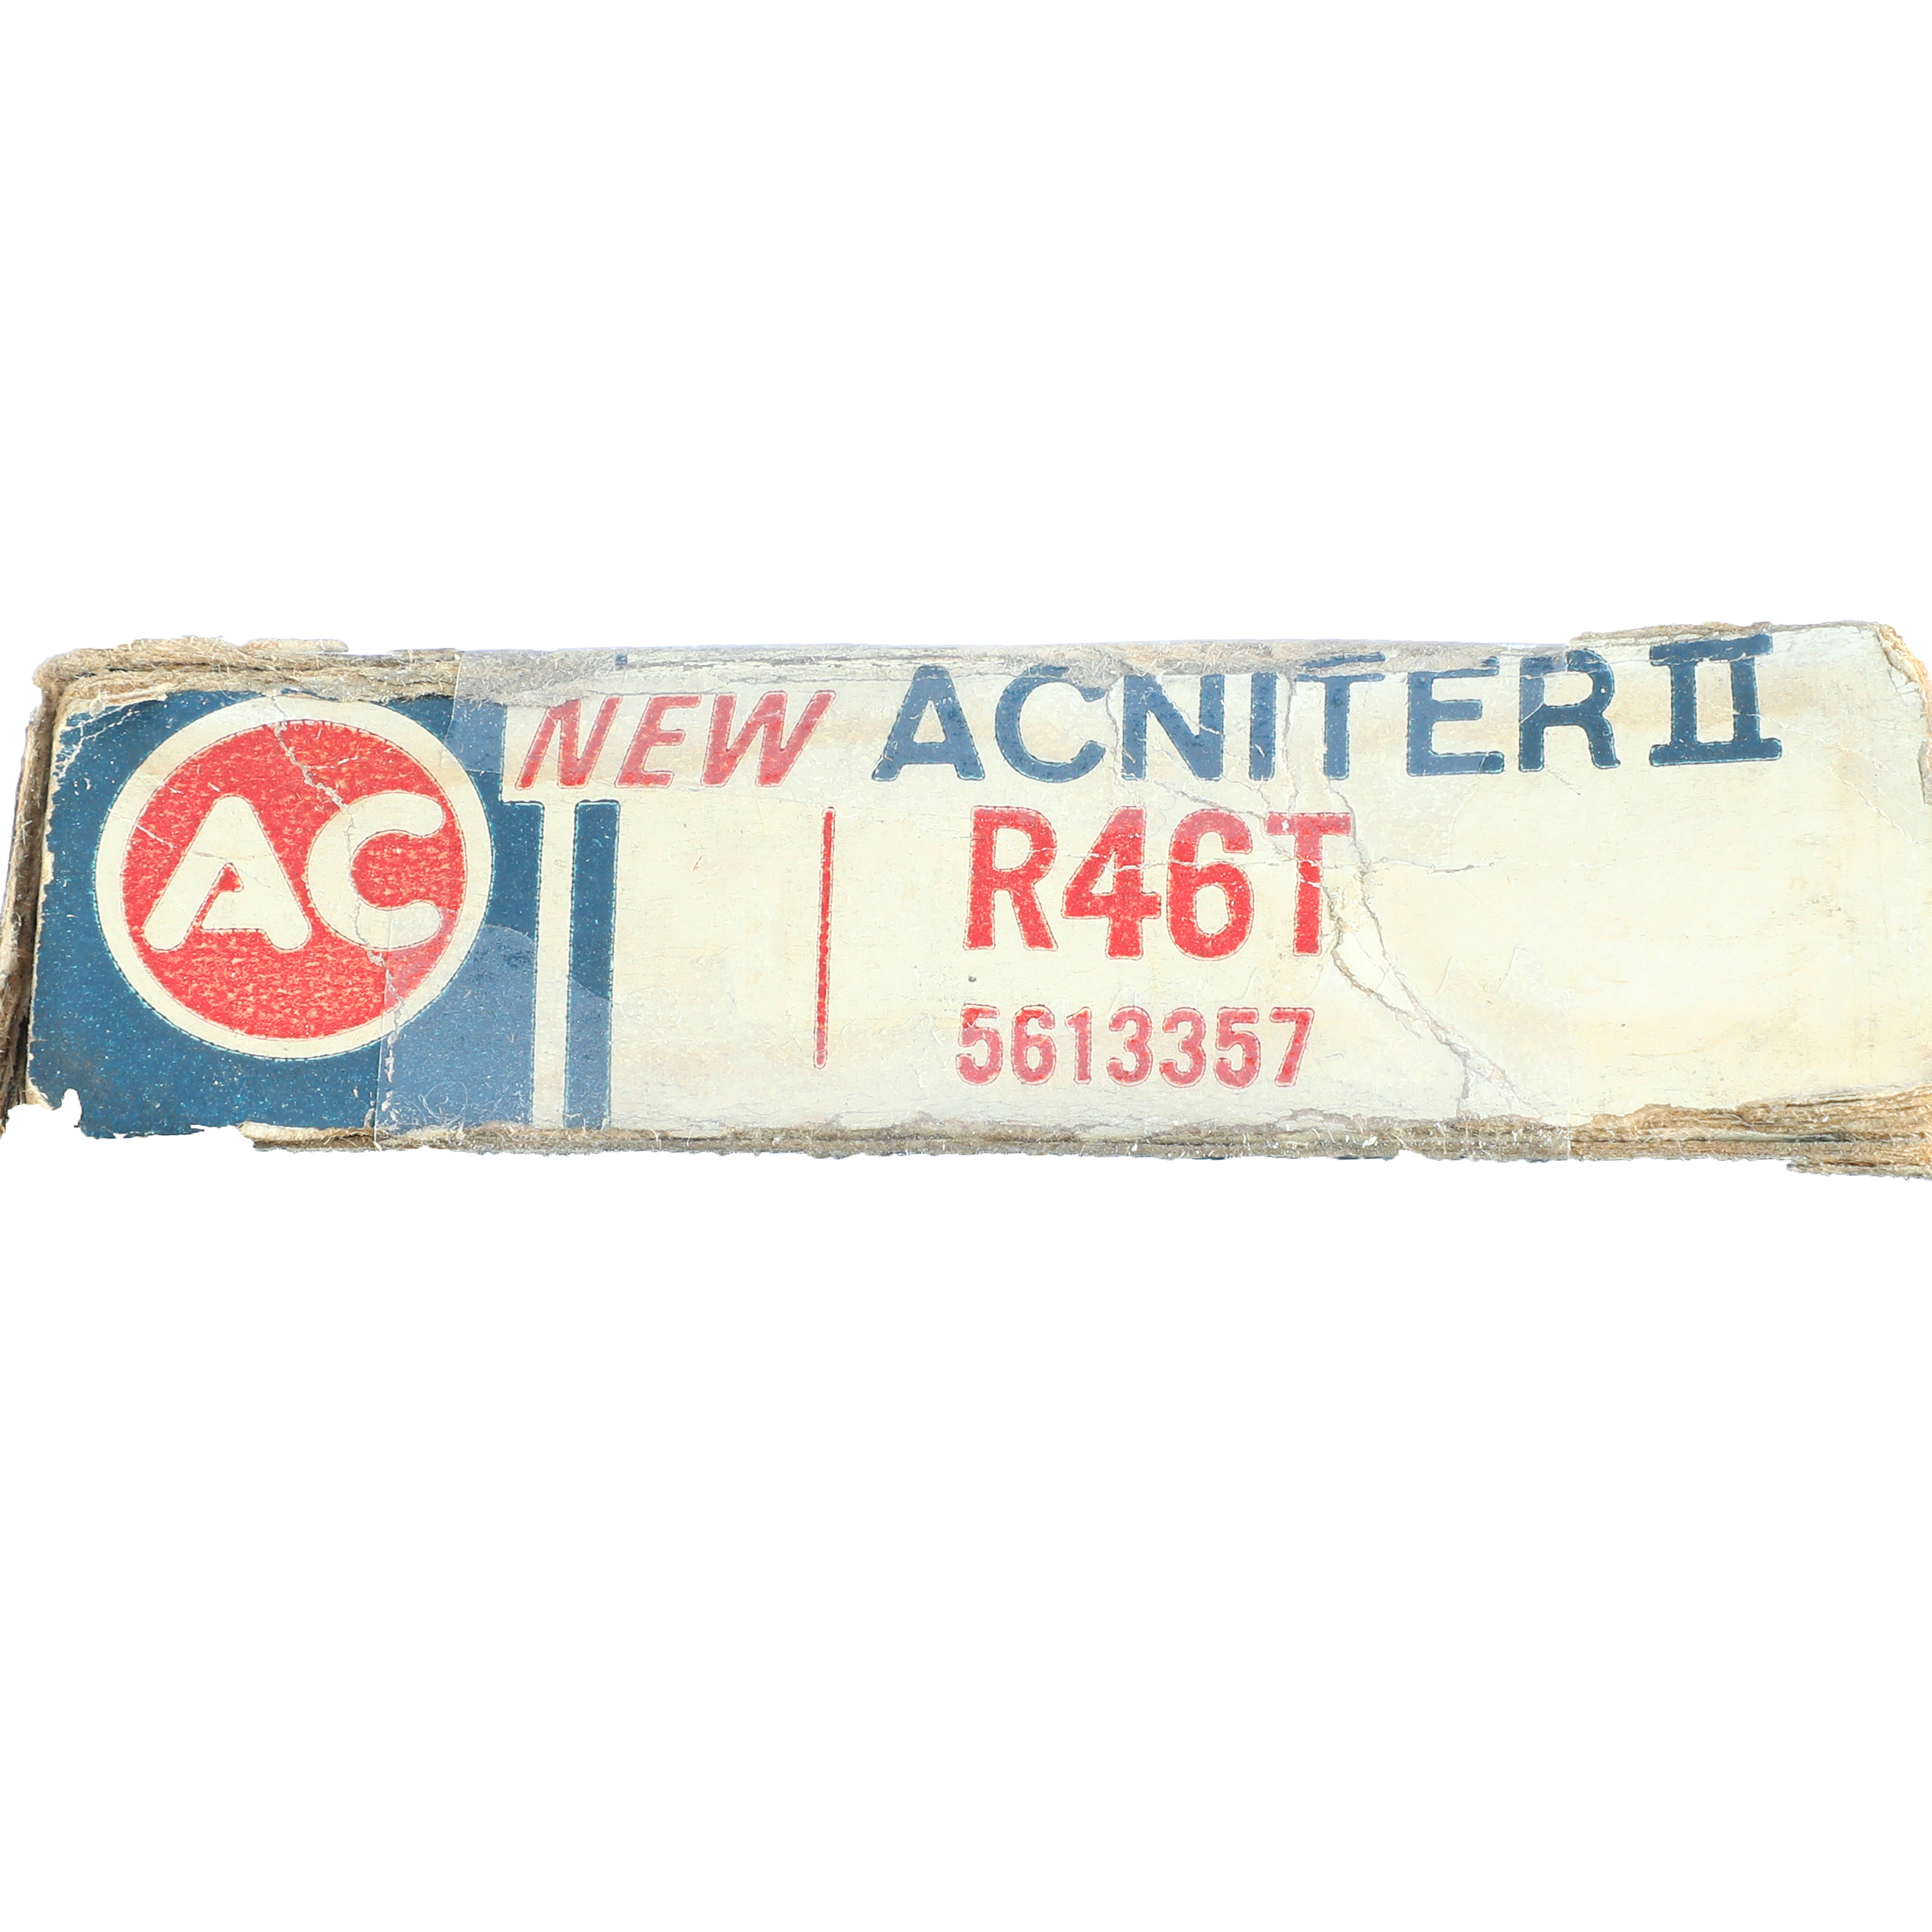 AC
NEW ACNITER II
R46T
5613357